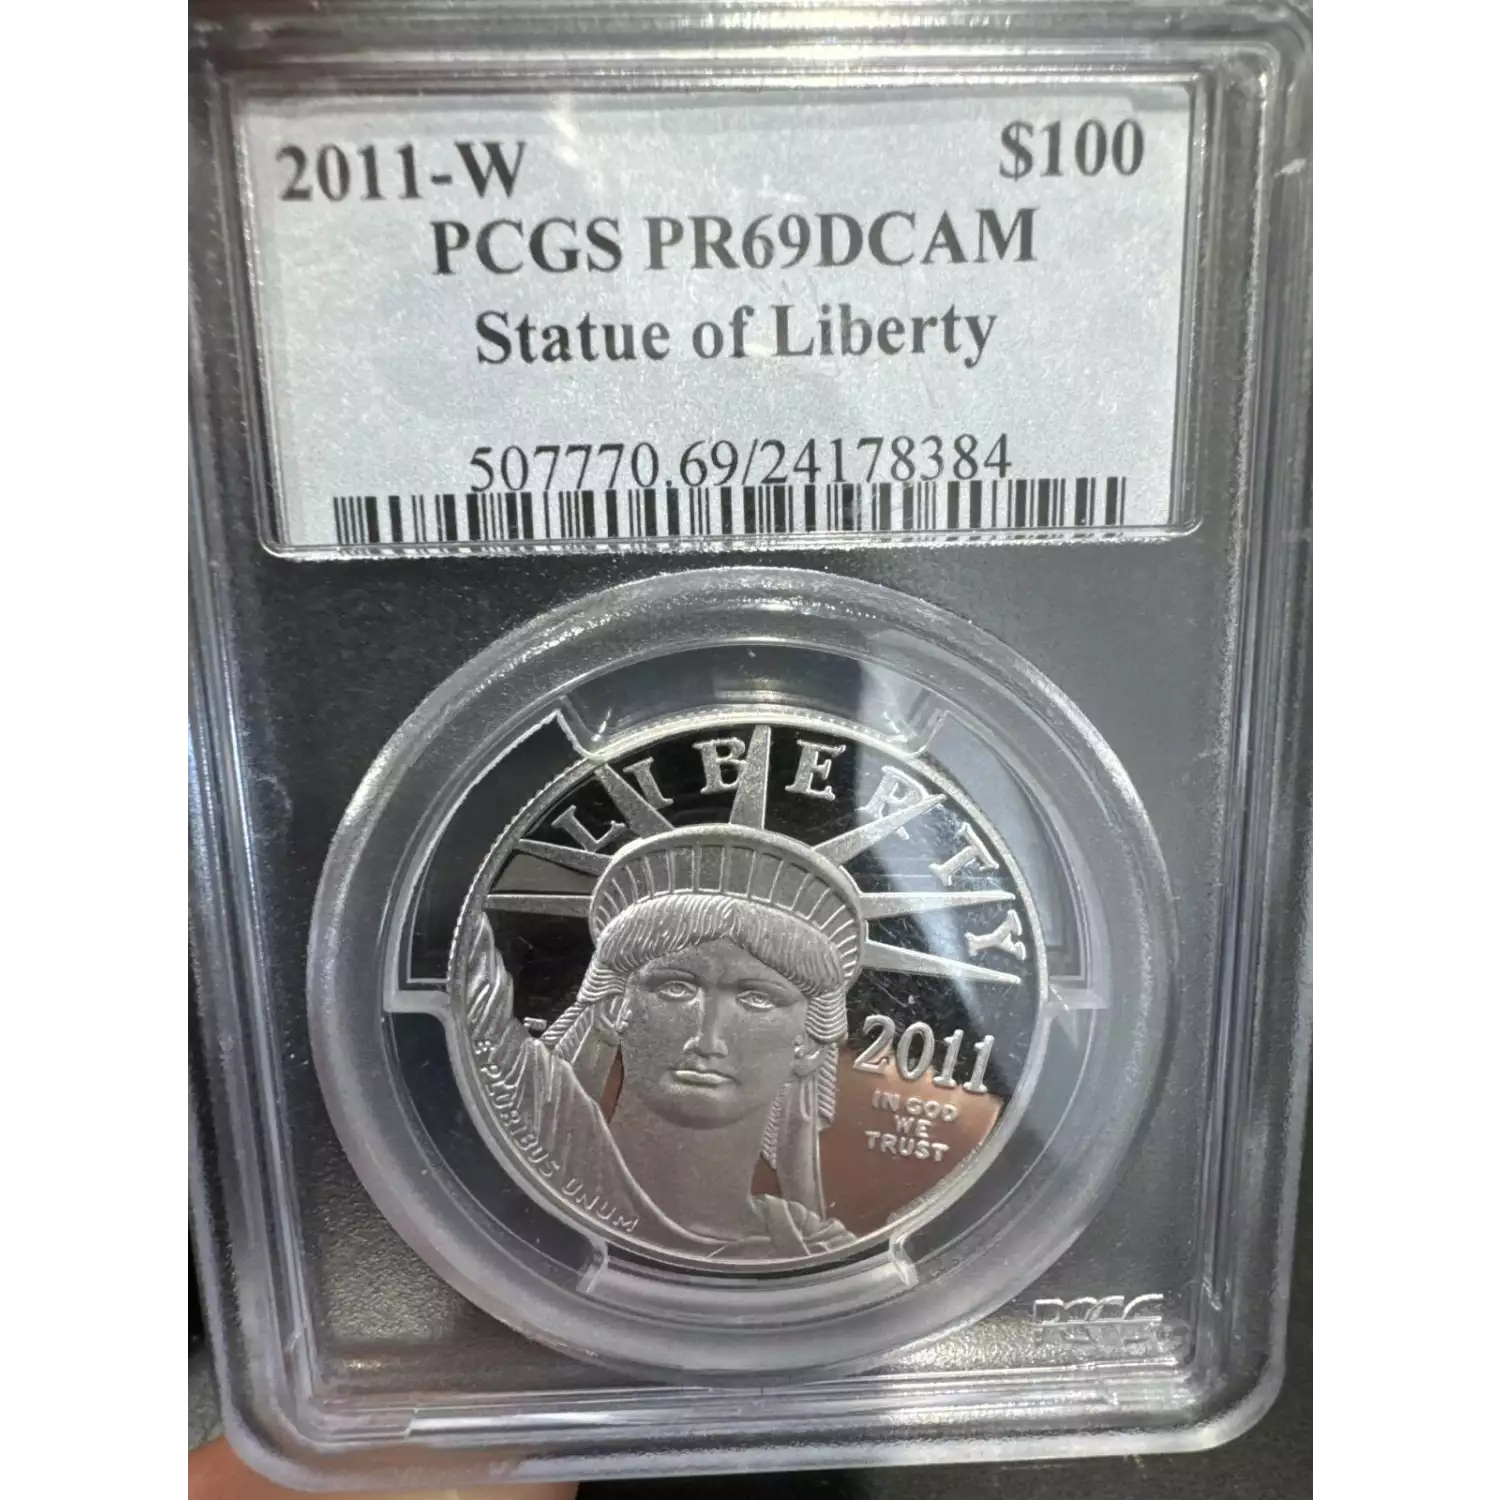 2011-W $100
PCGS PR69DCAM
Statue of Liberty
507770.69/24178384
LIBERTY
2011
IN GOD
WE
TRUST
E PLURIBUS UNUM
PCGS